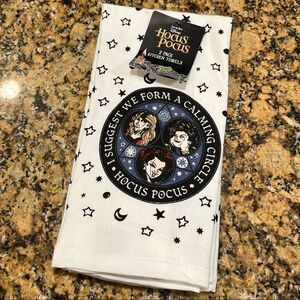 HOCUS
POCUS
2 PACK
KITCHEN TOWELS
I SUGGEST WE FORM A CALMING CIRCLE
• HOCUS POCUS •